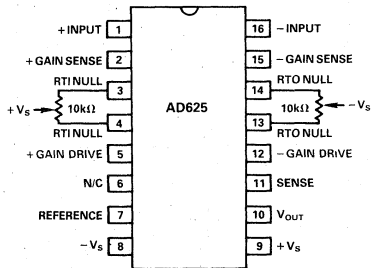 +INPUT 1 16 -INPUT
+GAIN SENSE 2 15 -GAIN SENSE
RTI NULL 3 14 RTO NULL
+VS 10kΩ AD625 10kΩ -VS
RTI NULL 4 13 RTO NULL
+GAIN DRIVE 5 12 -GAIN DRIVE
N/C 6 11 SENSE
REFERENCE 7 10 VOUT
-VS 8 9 +VS